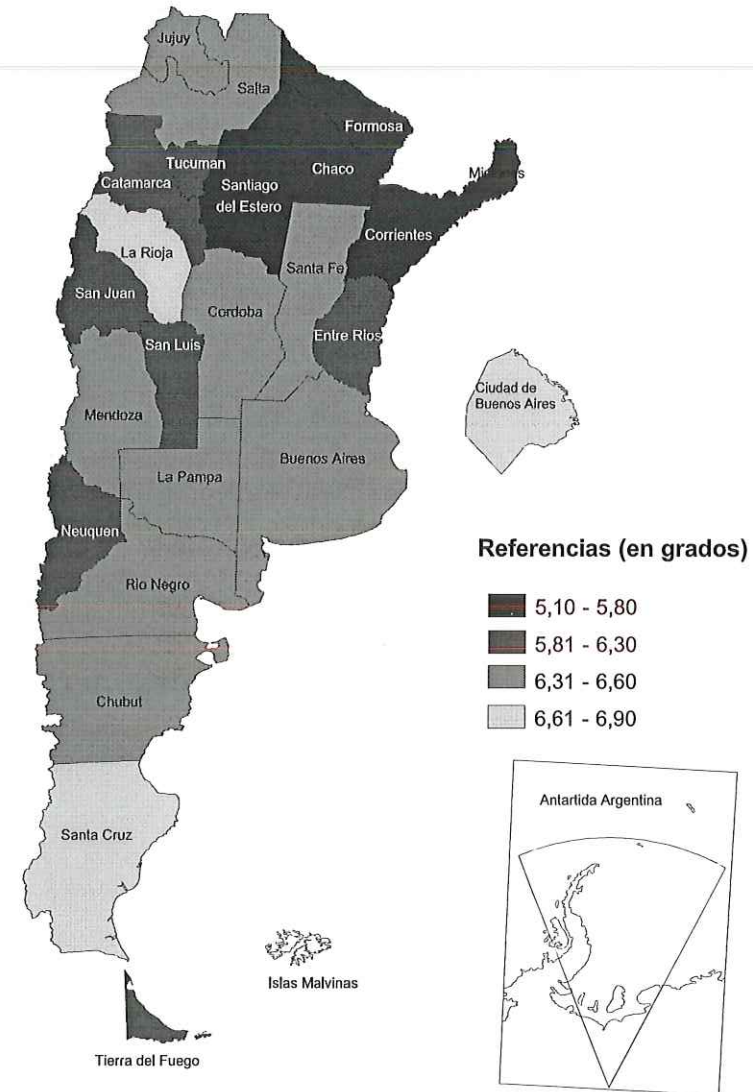 Jujuy
Salta
Formosa
Tucuman
Chaco
Catamarca
Santiago
del Estero
Corrientes
La Rioja
Santa Fe
San Juan
Cordoba
San Luis
Entre Rios
Ciudad de
Buenos Aires
Mendoza
Buenos Aires
La Pampa
Neuquen
Rio Negro
Chubut
Santa Cruz
Islas Malvinas
Tierra del Fuego
Referencias (en grados)
5,10 - 5,80
5,81 - 6,30
6,31 - 6,60
6,61 - 6,90
Antartida Argentina